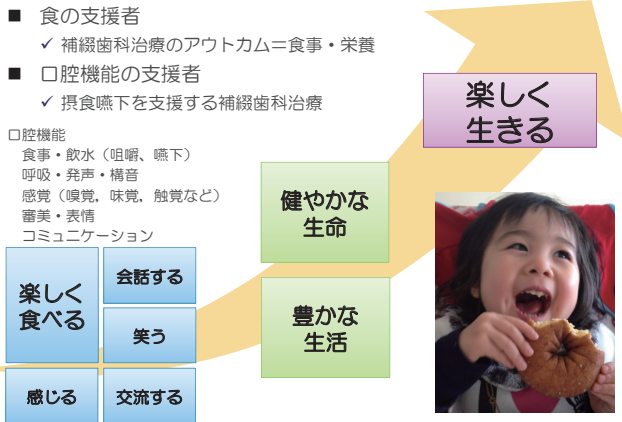 ■ 食の支援者
✓ 補綴歯科治療のアウトカム＝食事・栄養
■ 口腔機能の支援者
✓ 摂食嚥下を支援する補綴歯科治療
口腔機能
食事・飲水（咀嚼、嚥下）
呼吸・発声・構音
感覚（嗅覚，味覚，触覚など）
審美・表情
コミュニケーション
楽しく
食べる
会話する
笑う
感じる
交流する
健やかな
生命
豊かな
生活
楽しく
生きる